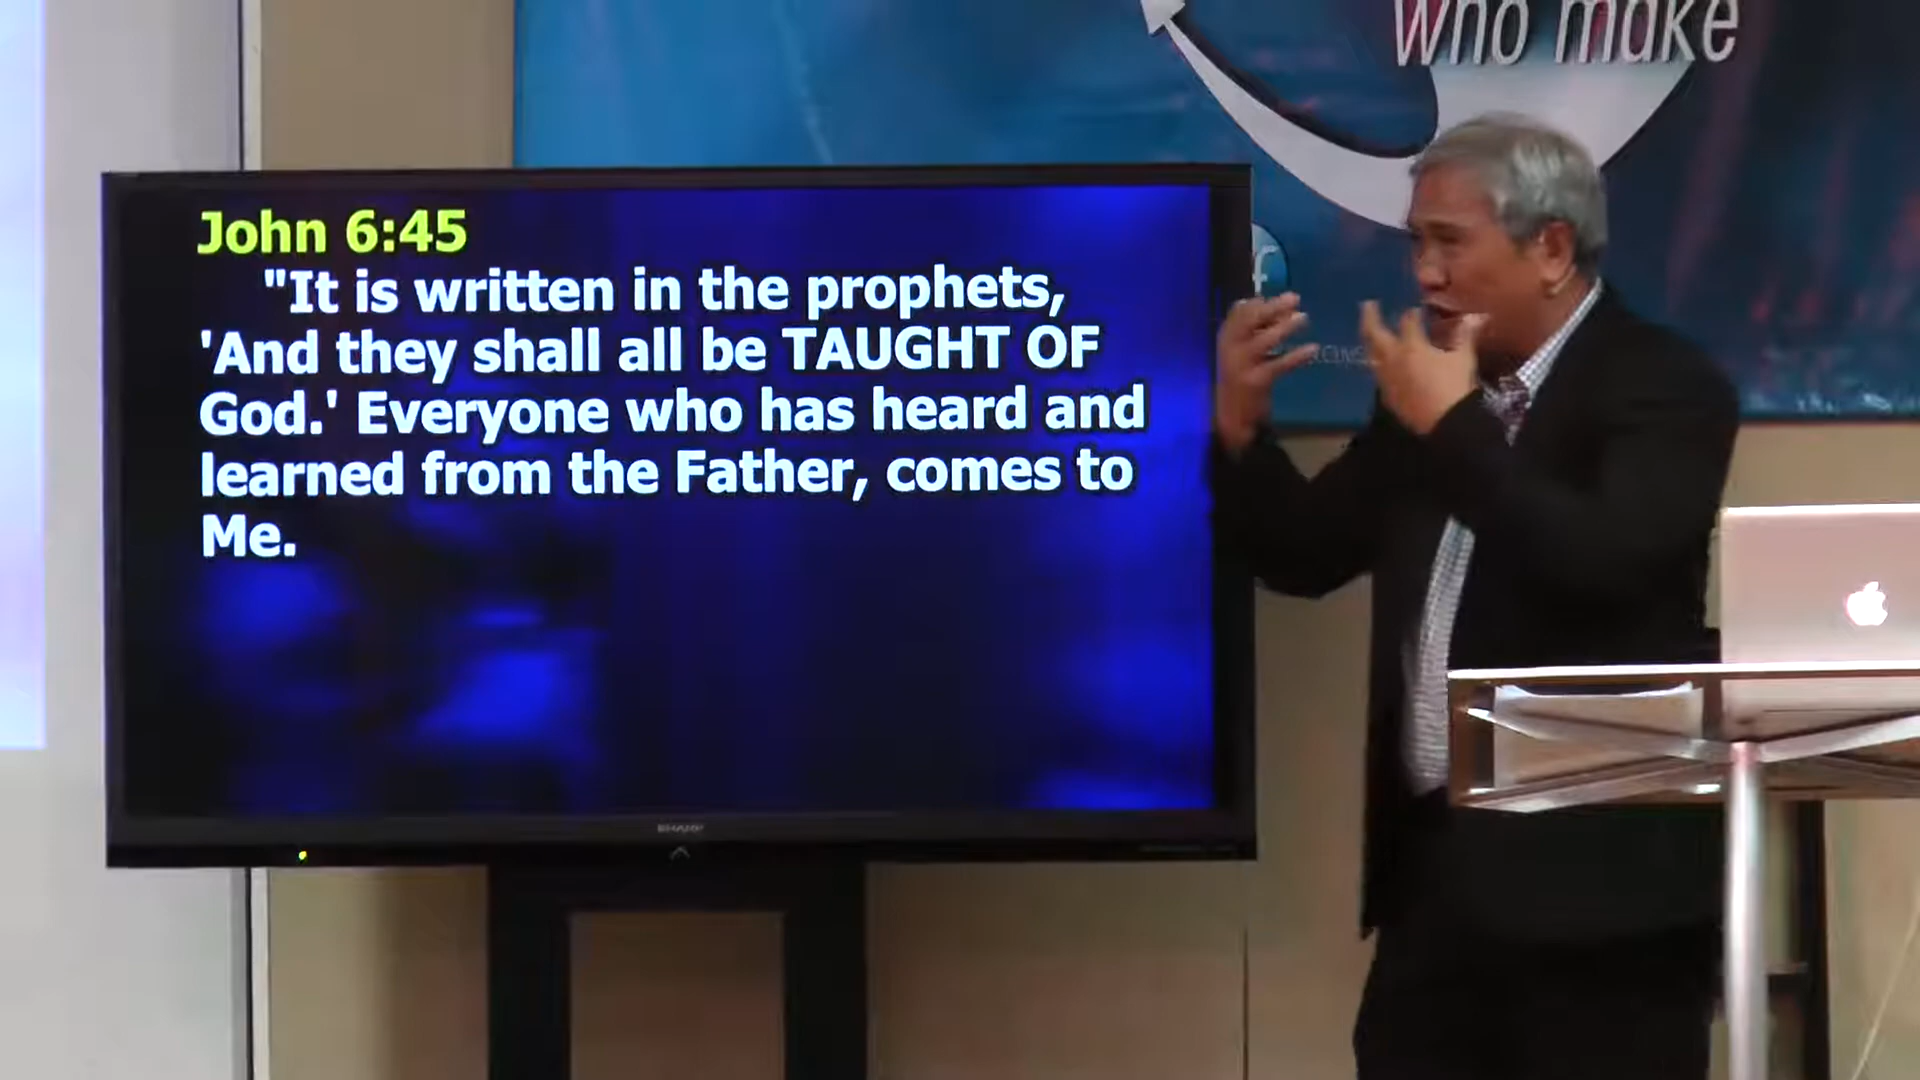 who make
John 6:45
"It is written in the prophets,
'And they shall all be TAUGHT OF
God.' Everyone who has heard and
learned from the Father, comes to
Me.
SHARP